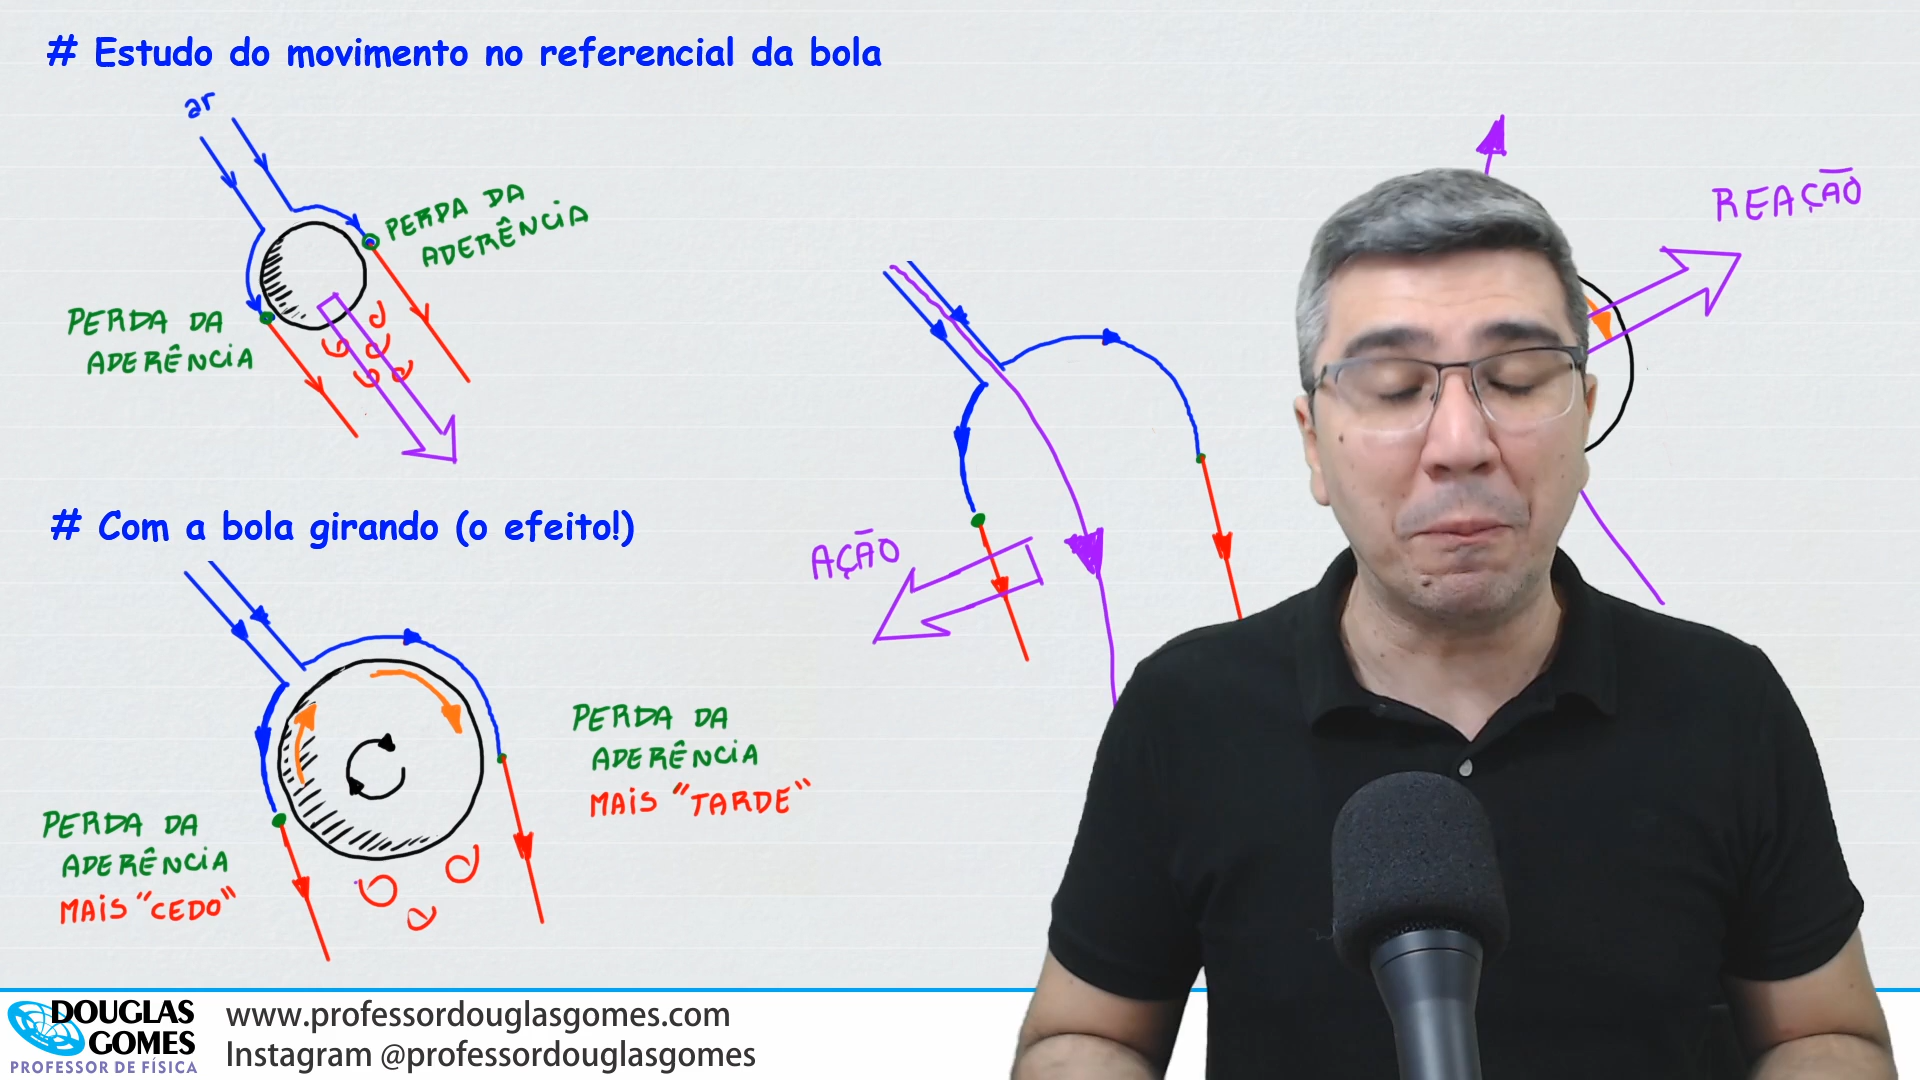 # Estudo do movimento no referencial da bola
ar
PERDA DA
ADERÊNCIA
PERDA DA
ADERÊNCIA
REAÇÃO
AÇÃO
# Com a bola girando (o efeito!)
PERDA DA
ADERÊNCIA
MAIS "TARDE"
PERDA DA
ADERÊNCIA
MAIS "CEDO"
DOUGLAS
GOMES
PROFESSOR DE FÍSICA
www.professordouglasgomes.com
Instagram @professordouglasgomes